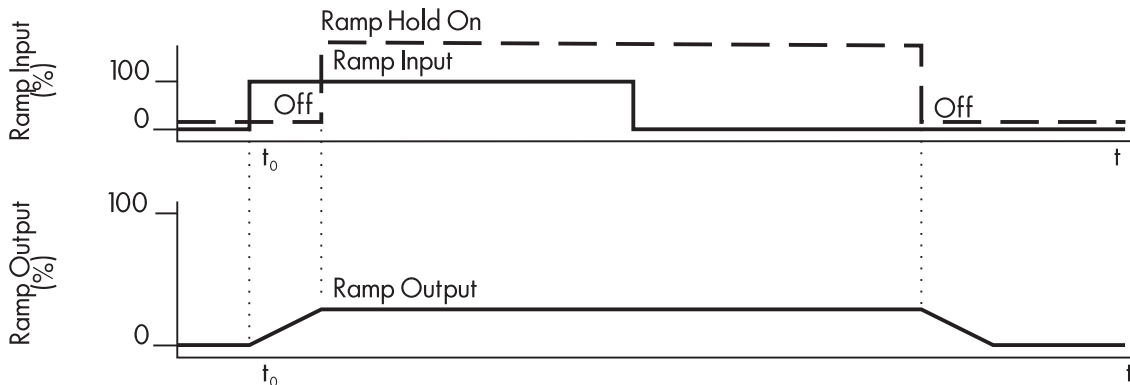 Ramp Hold On
Ramp Input
(%)
Ramp Input
100
Off
Off
0
t₀
t
Ramp Output
(%)
100
Ramp Output
0
t₀
t